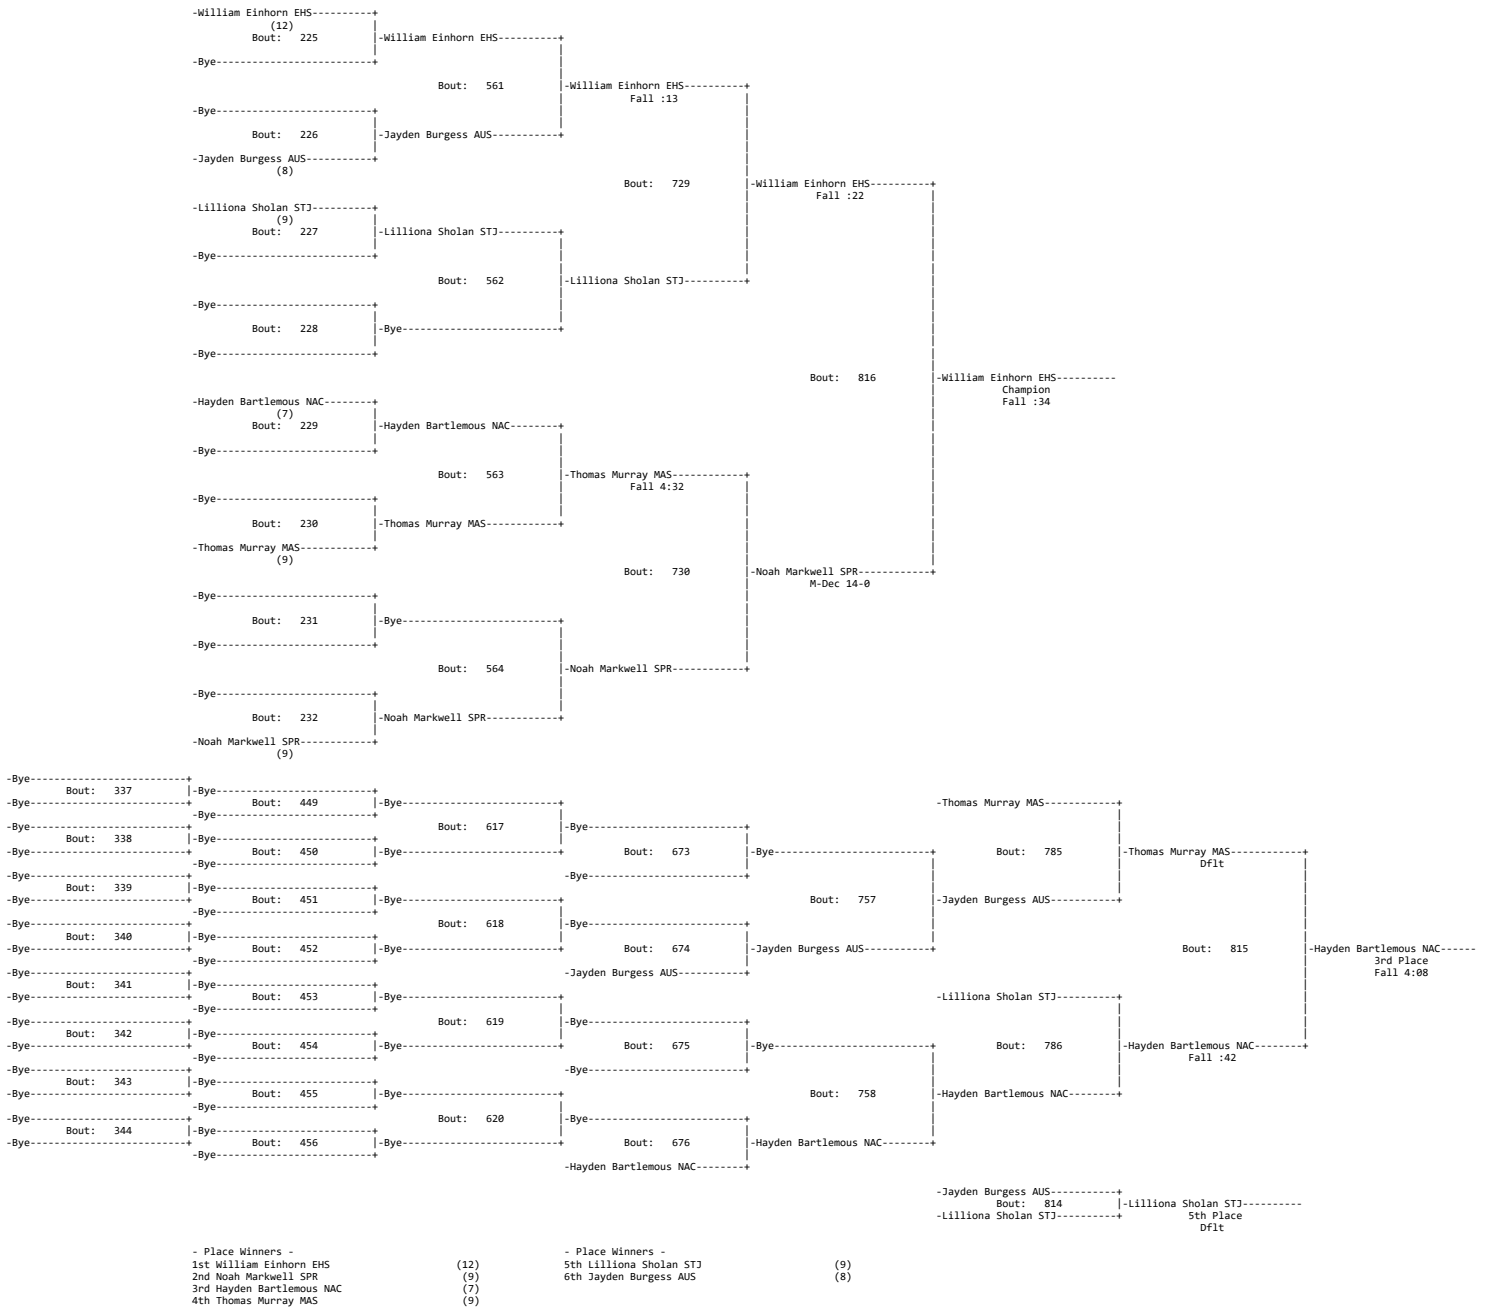 -William Einhorn EHS----------+
(12)
Bout: 225 |-William Einhorn EHS----------+
-Bye--------------------------+
Bout: 561 |-William Einhorn EHS----------+
Fall :13
-Bye--------------------------+
Bout: 226 |-Jayden Burgess AUS-----------+
-Jayden Burgess AUS-----------+
(8)
Bout: 729 |-William Einhorn EHS----------+
Fall :22
-Lilliona Sholan STJ----------+
(9)
Bout: 227 |-Lilliona Sholan STJ----------+
-Bye--------------------------+
Bout: 562 |-Lilliona Sholan STJ----------+
-Bye--------------------------+
Bout: 228 |-Bye--------------------------+
-Bye--------------------------+
Bout: 816 |-William Einhorn EHS----------
Champion
-Hayden Bartlemous NAC--------+ Fall :34
(7)
Bout: 229 |-Hayden Bartlemous NAC--------+
-Bye--------------------------+
Bout: 563 |-Thomas Murray MAS------------+
Fall 4:32
-Bye--------------------------+
Bout: 230 |-Thomas Murray MAS------------+
-Thomas Murray MAS------------+
(9)
Bout: 730 |-Noah Markwell SPR------------+
M-Dec 14-0
-Bye--------------------------+
Bout: 231 |-Bye--------------------------+
-Bye--------------------------+
Bout: 564 |-Noah Markwell SPR------------+
-Bye--------------------------+
Bout: 232 |-Noah Markwell SPR------------+
-Noah Markwell SPR------------+
(9)
-Bye--------------------------+
Bout: 337 |-Bye--------------------------+
-Bye--------------------------+ Bout: 449 |-Bye--------------------------+ -Thomas Murray MAS------------+
-Bye--------------------------+
-Bye--------------------------+ Bout: 617 |-Bye--------------------------+
Bout: 338 |-Bye--------------------------+
-Bye--------------------------+ Bout: 450 |-Bye--------------------------+ Bout: 673 |-Bye--------------------------+ Bout: 785 |-Thomas Murray MAS------------+
-Bye--------------------------+ Dflt
-Bye--------------------------+ -Bye--------------------------+
Bout: 339 |-Bye--------------------------+
-Bye--------------------------+ Bout: 451 |-Bye--------------------------+ Bout: 757 |-Jayden Burgess AUS-----------+
-Bye--------------------------+
-Bye--------------------------+ Bout: 618 |-Bye--------------------------+
Bout: 340 |-Bye--------------------------+
-Bye--------------------------+ Bout: 452 |-Bye--------------------------+ Bout: 674 |-Jayden Burgess AUS-----------+ Bout: 815 |-Hayden Bartlemous NAC------
-Bye--------------------------+ 3rd Place
-Bye--------------------------+ -Jayden Burgess AUS-----------+ Fall 4:08
Bout: 341 |-Bye--------------------------+
-Bye--------------------------+ Bout: 453 |-Bye--------------------------+ -Lilliona Sholan STJ----------+
-Bye--------------------------+
-Bye--------------------------+ Bout: 619 |-Bye--------------------------+
Bout: 342 |-Bye--------------------------+
-Bye--------------------------+ Bout: 454 |-Bye--------------------------+ Bout: 675 |-Bye--------------------------+ Bout: 786 |-Hayden Bartlemous NAC--------+
-Bye--------------------------+ Fall :42
-Bye--------------------------+ -Bye--------------------------+
Bout: 343 |-Bye--------------------------+
-Bye--------------------------+ Bout: 455 |-Bye--------------------------+ Bout: 758 |-Hayden Bartlemous NAC--------+
-Bye--------------------------+
-Bye--------------------------+ Bout: 620 |-Bye--------------------------+
Bout: 344 |-Bye--------------------------+
-Bye--------------------------+ Bout: 456 |-Bye--------------------------+ Bout: 676 |-Hayden Bartlemous NAC--------+
-Bye--------------------------+
-Hayden Bartlemous NAC--------+
-Jayden Burgess AUS-----------+
Bout: 814 |-Lilliona Sholan STJ----------
-Lilliona Sholan STJ----------+ 5th Place
Dflt
- Place Winners - - Place Winners -
1st William Einhorn EHS (12) 5th Lilliona Sholan STJ (9)
2nd Noah Markwell SPR (9) 6th Jayden Burgess AUS (8)
3rd Hayden Bartlemous NAC (7)
4th Thomas Murray MAS (9)